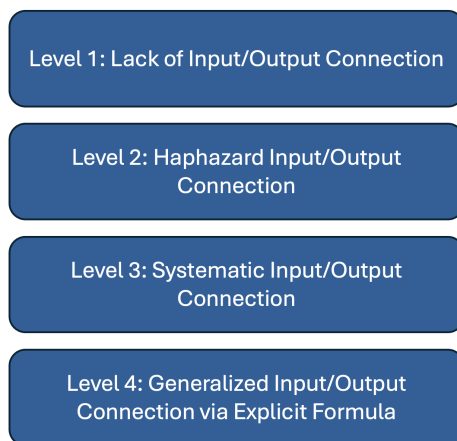 Level 1: Lack of Input/Output Connection
Level 2: Haphazard Input/Output
Connection
Level 3: Systematic Input/Output
Connection
Level 4: Generalized Input/Output
Connection via Explicit Formula